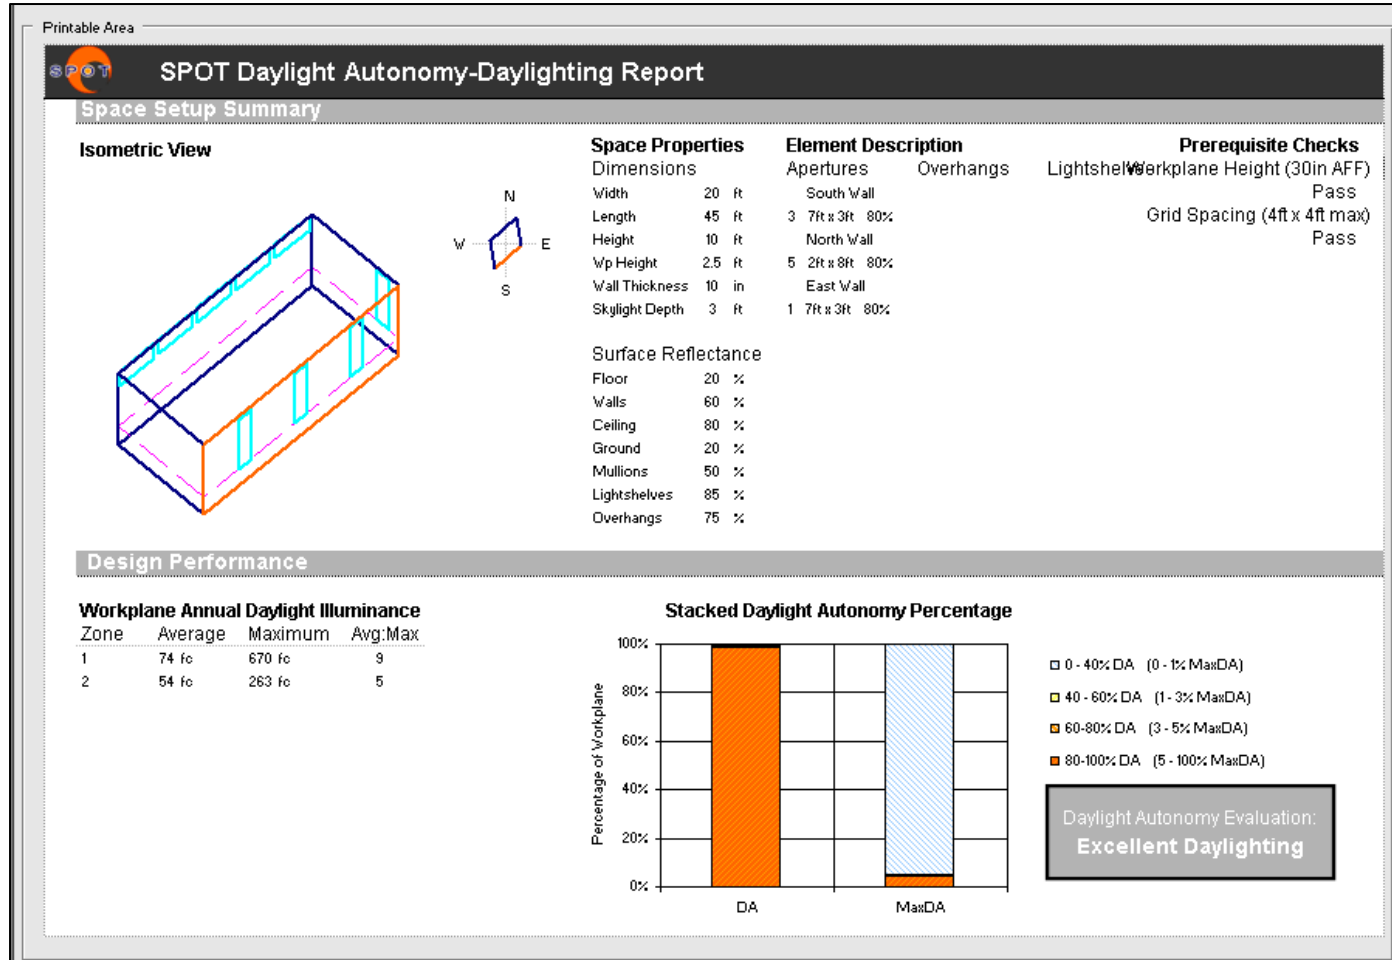 Printable Area
SPOT
SPOT Daylight Autonomy-Daylighting Report
Space Setup Summary
Isometric View
N
W
E
S
Space Properties
Dimensions
Width 20 ft
Length 45 ft
Height 10 ft
Wp Height 2.5 ft
Wall Thickness 10 in
Skylight Depth 3 ft
Surface Reflectance
Floor 20 %
Walls 60 %
Ceiling 80 %
Ground 20 %
Mullions 50 %
Lightshelves 85 %
Overhangs 75 %
Element Description
Apertures Overhangs Lightshelves
South Wall
3 7ft x 3ft 80%
North Wall
5 2ft x 8ft 80%
East Wall
1 7ft x 3ft 80%
Prerequisite Checks
Workplane Height (30in AFF)
Pass
Grid Spacing (4ft x 4ft max)
Pass
Design Performance
Workplane Annual Daylight Illuminance
Zone Average Maximum Avg:Max
1 74 fc 670 fc 9
2 54 fc 263 fc 5
Stacked Daylight Autonomy Percentage
Percentage of Workplane
100%
80%
60%
40%
20%
0%
DA
MaxDA
0 - 40% DA (0 - 1% MaxDA)
40 - 60% DA (1 - 3% MaxDA)
60-80% DA (3 - 5% MaxDA)
80-100% DA (5 - 100% MaxDA)
Daylight Autonomy Evaluation:
Excellent Daylighting